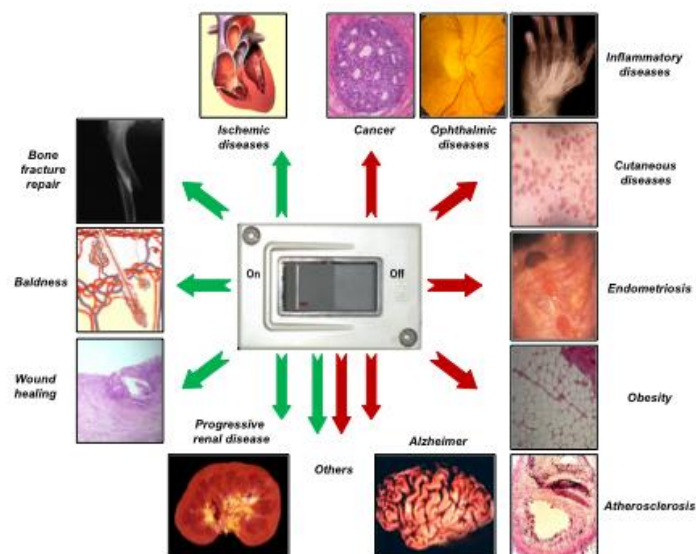 Inflammatory
diseases
Ischemic
diseases
Cancer
Ophthalmic
diseases
Bone
fracture
repair
Cutaneous
diseases
Baldness
On
Off
Endometriosis
Wound
healing
Obesity
Progressive
renal disease
Others
Alzheimer
Atherosclerosis